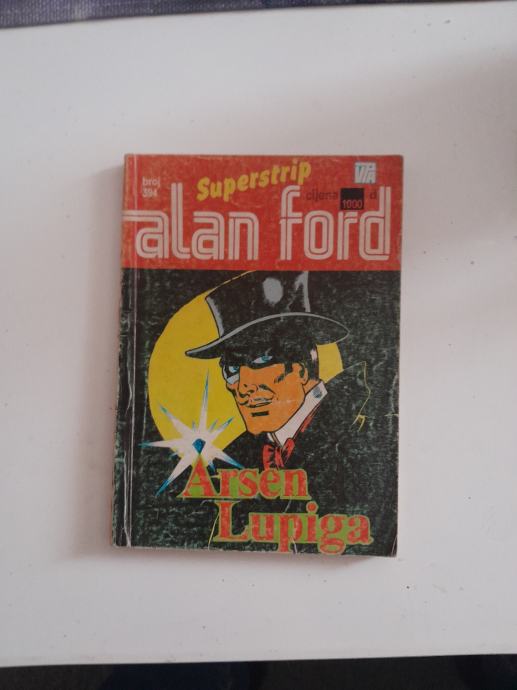 broj
394
Superstrip
cijena
1000
d
alan ford
Arsen
Lupiga